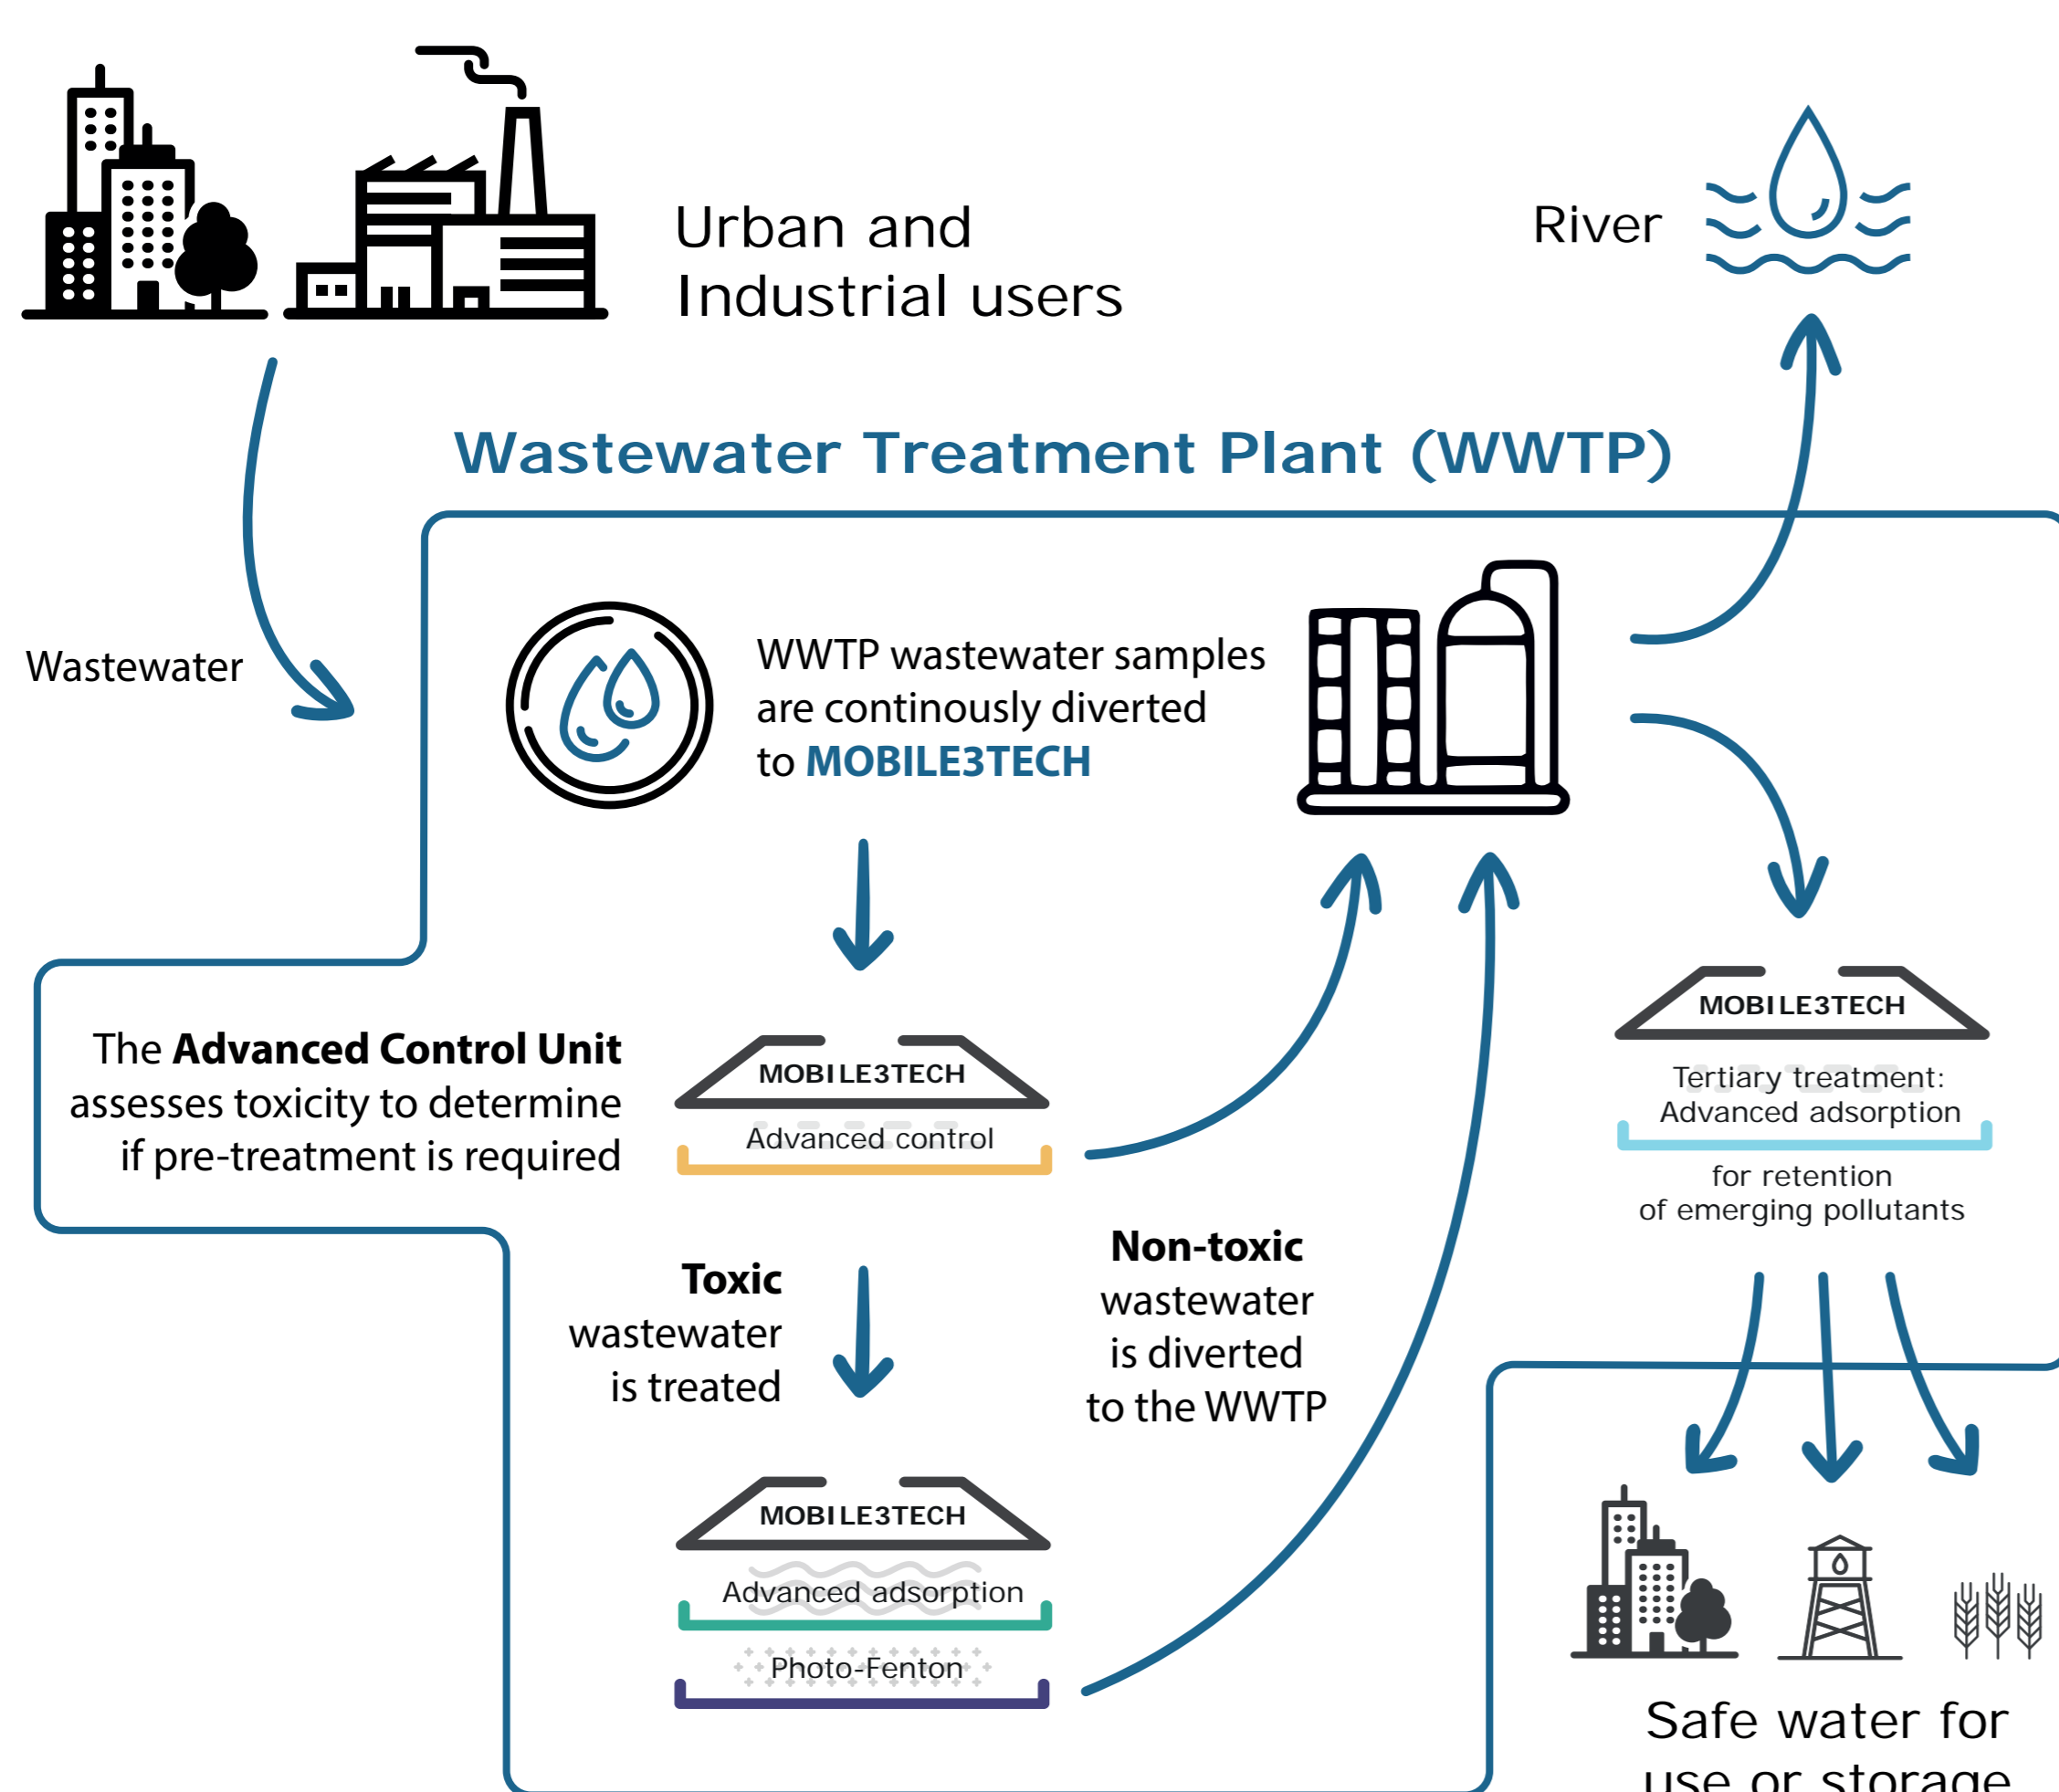 Urban and
Industrial users
River
Wastewater Treatment Plant (WWTP)
Wastewater
WWTP wastewater samples
are continously diverted
to MOBILE3TECH
The Advanced Control Unit
assesses toxicity to determine
if pre-treatment is required
MOBILE3TECH
Advanced control
MOBILE3TECH
Tertiary treatment:
Advanced adsorption
for retention
of emerging pollutants
Toxic
wastewater
is treated
Non-toxic
wastewater
is diverted
to the WWTP
MOBILE3TECH
Advanced adsorption
Photo-Fenton
Safe water for
use or storage